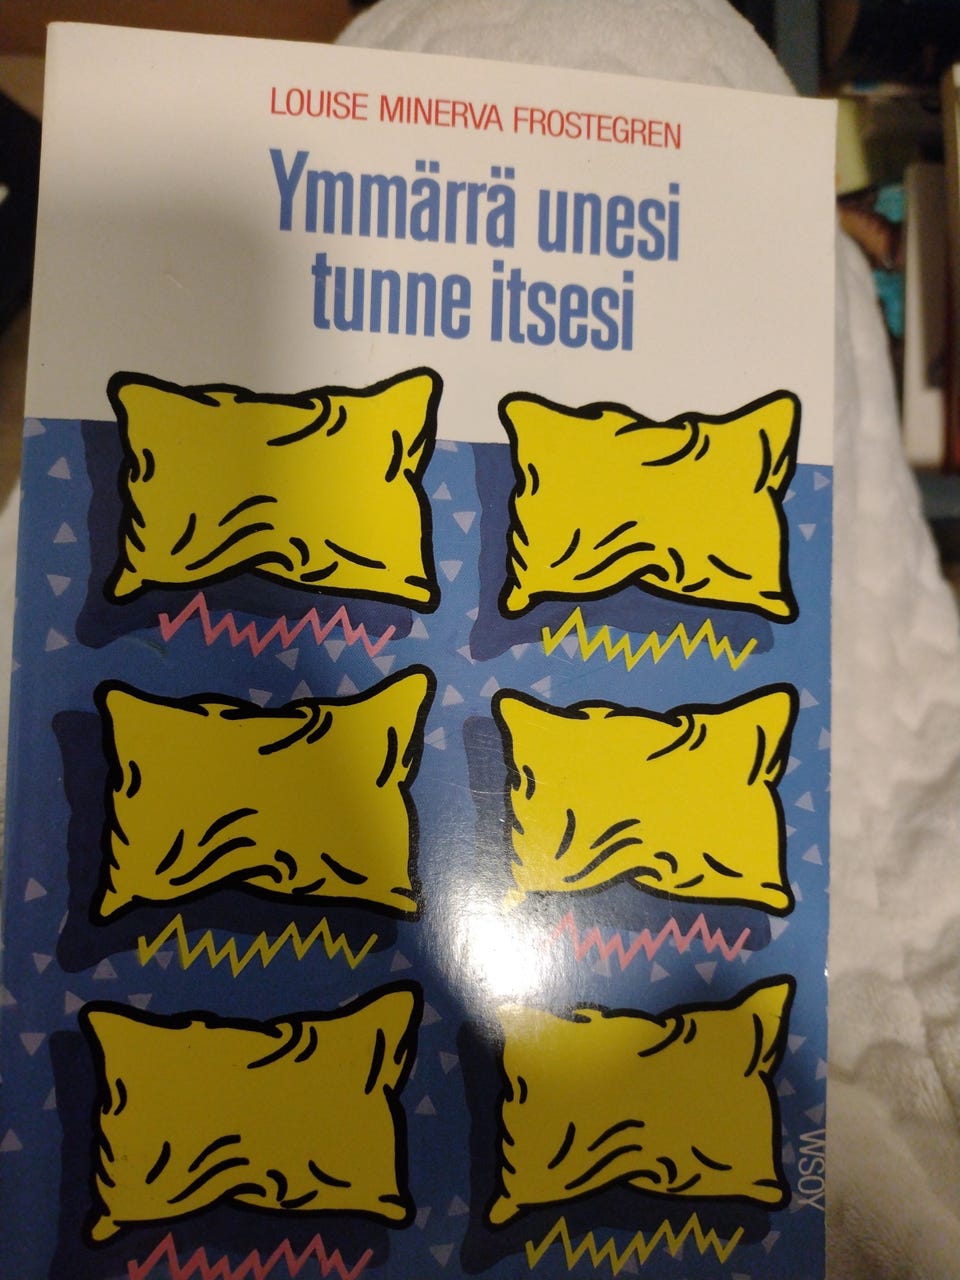 LOUISE MINERVA FROSTEGREN
Ymmärrä unesi
tunne itsesi
WSOY